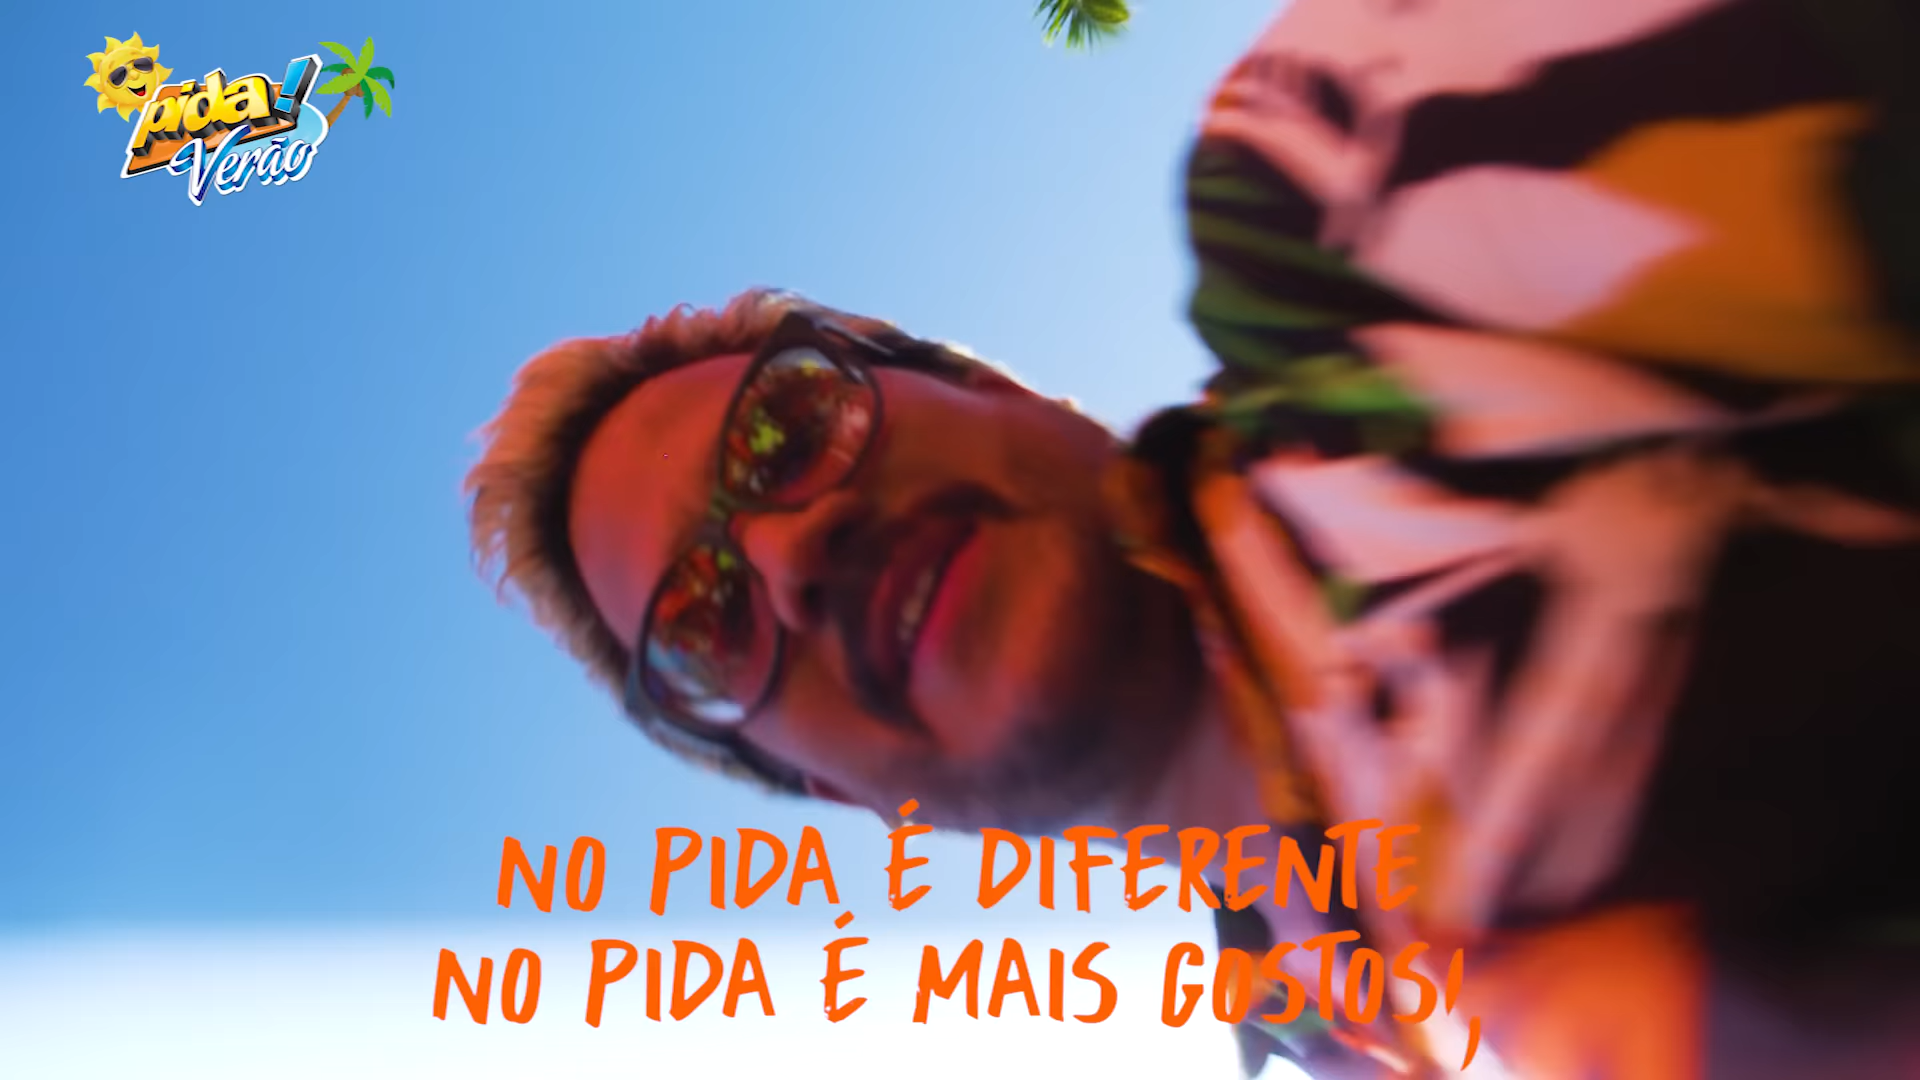 pida!
Verão
NO PIDA É DIFERENTE
NO PIDA É MAIS